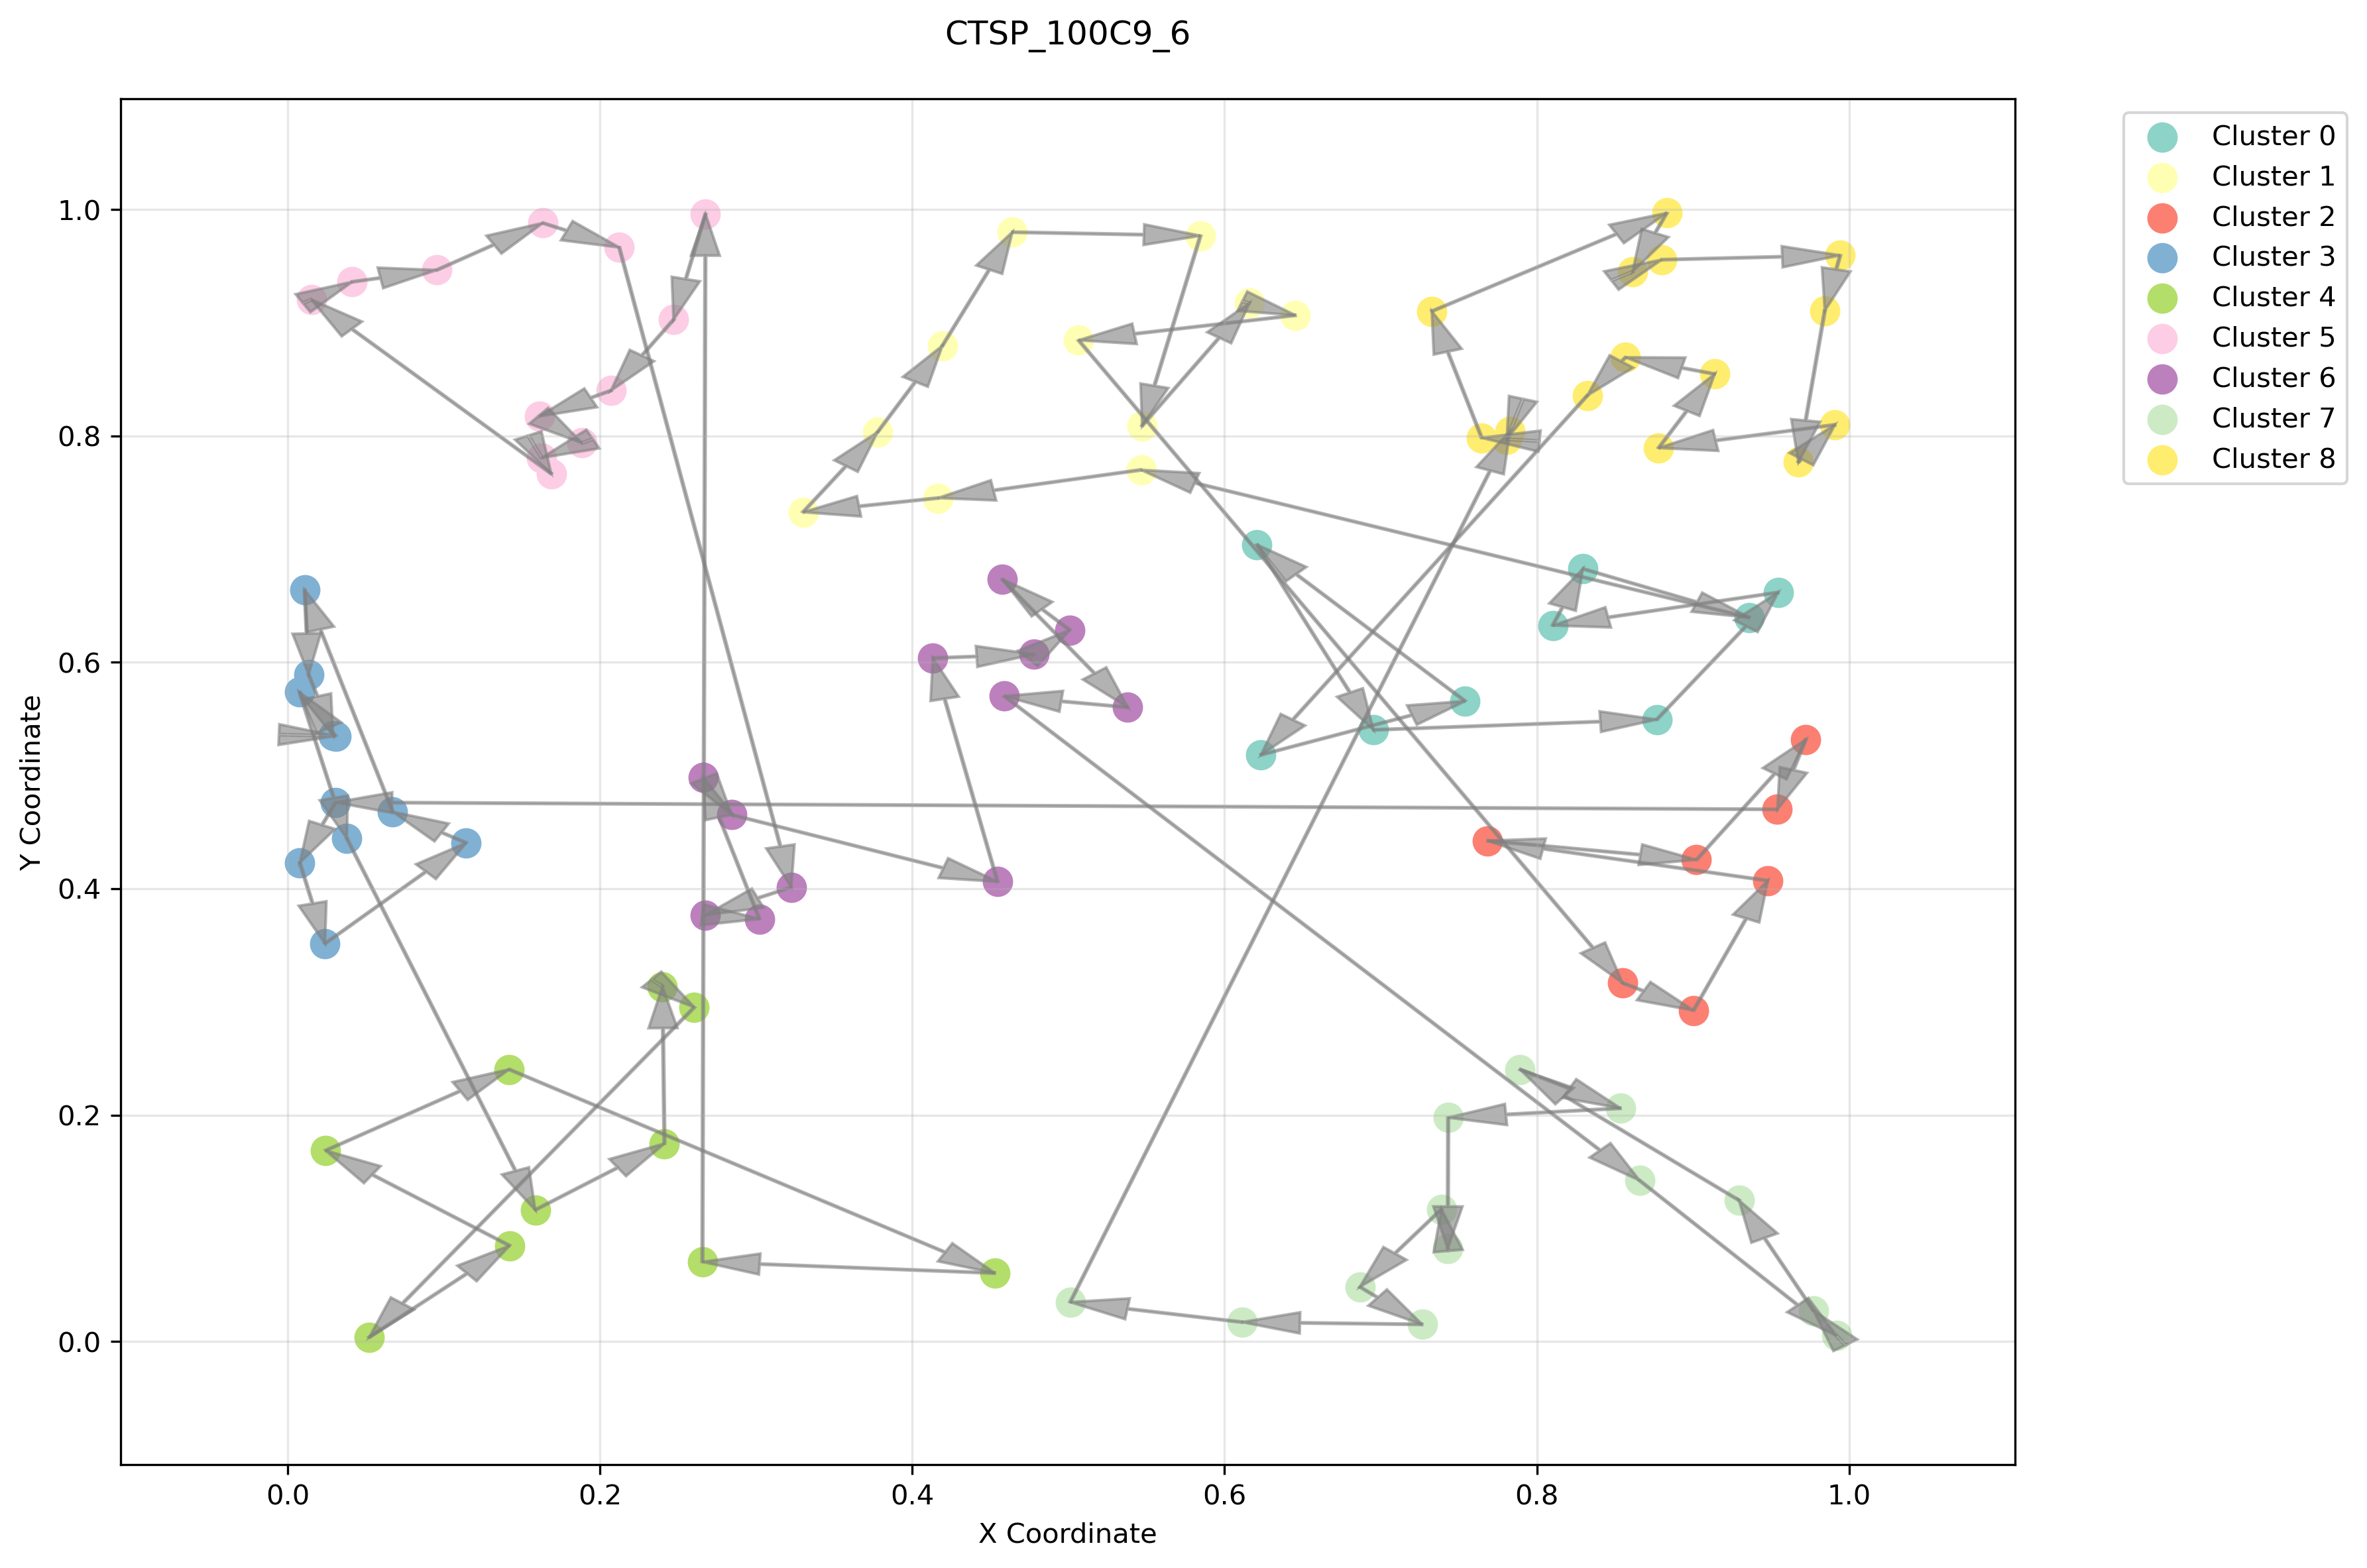 CTSP_100C9_6
Cluster 0
Cluster 1
Cluster 2
Cluster 3
Cluster 4
Cluster 5
Cluster 6
Cluster 7
Cluster 8
1.0
0.8
0.6
0.4
0.2
0.0
Y Coordinate
0.0 0.2 0.4 0.6 0.8 1.0
X Coordinate